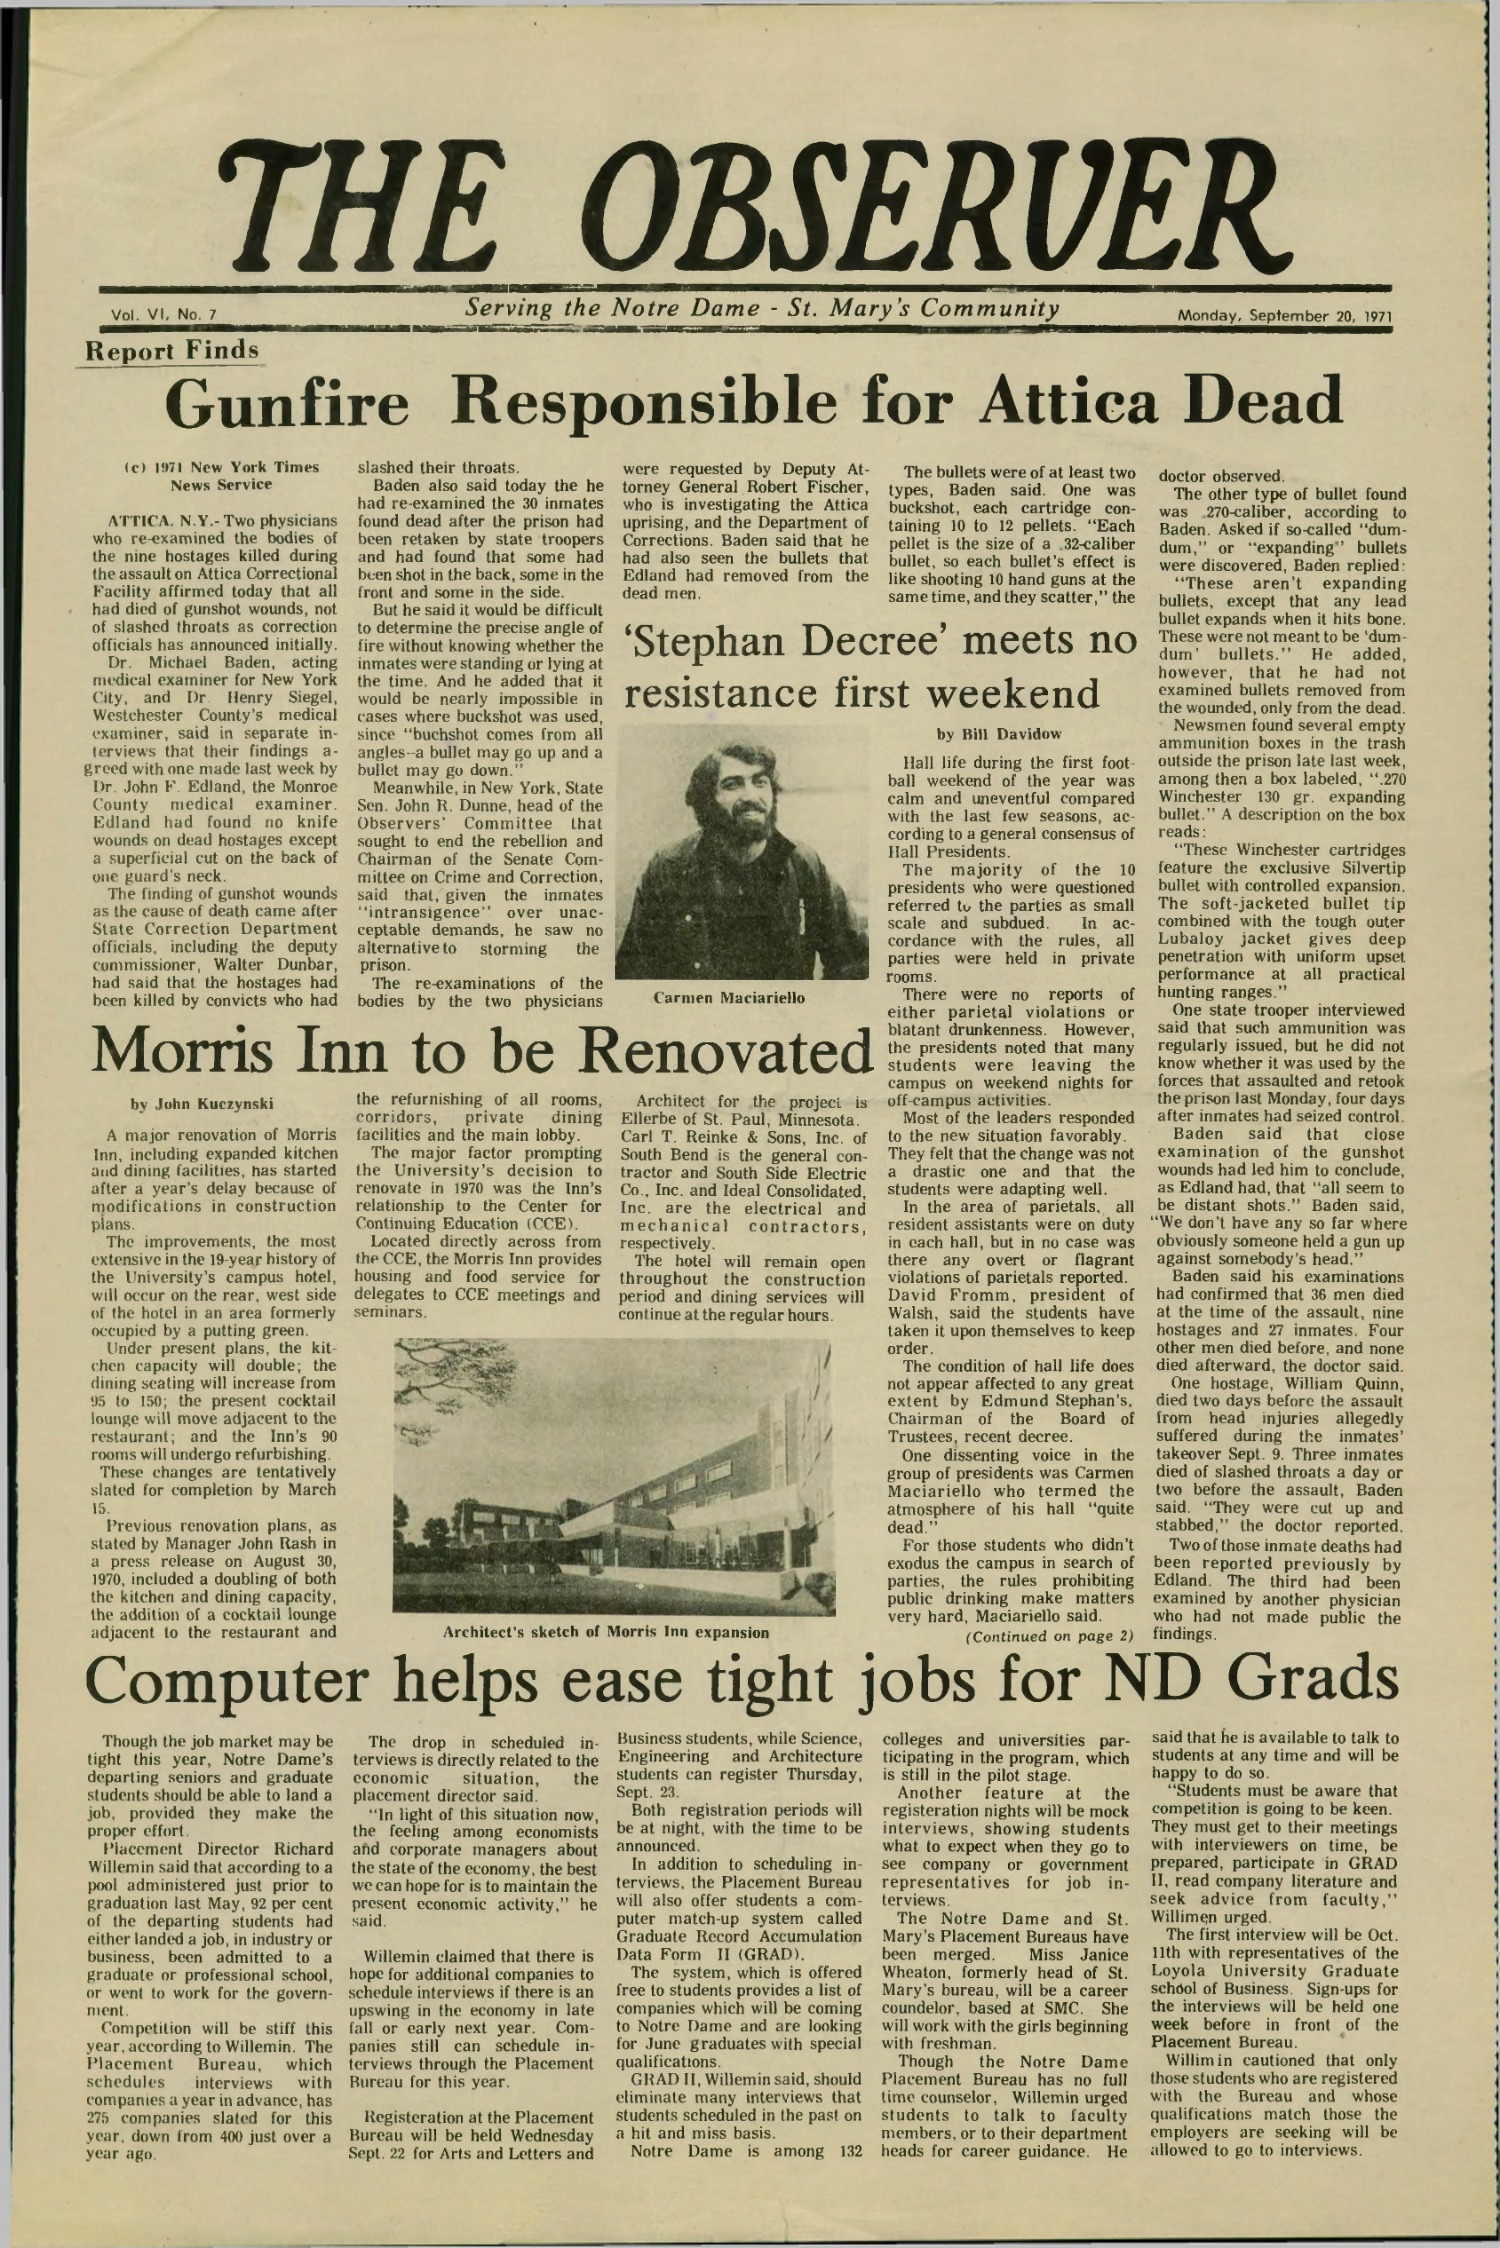 THE OBSERVER
Serving the Notre Dame - St. Mary's Community
Vol. VI, No. 7
Monday, September 20, 1971
Report Finds
Gunfire Responsible for Attica Dead
(c) 1971 New York Times
News Service
ATTICA. N.Y.- Two physicians
who re-examined the bodies of
the nine hostages killed during
the assault on Attica Correctional
Facility affirmed today that all
had died of gunshot wounds, not
of slashed throats as correction
officials has announced initially.
Dr. Michael Baden, acting
medical examiner for New York
City, and Dr. Henry Siegel,
Westchester County's medical
examiner, said in separate in-
terviews that their findings a-
greed with one made last week by
Dr. John F. Edland, the Monroe
County medical examiner.
Edland had found no knife
wounds on dead hostages except
a superficial cut on the back of
one guard's neck.
The finding of gunshot wounds
as the cause of death came after
State Correction Department
officials, including the deputy
commissioner, Walter Dunbar,
had said that the hostages had
been killed by convicts who had
slashed their throats.
Baden also said today the he
had re-examined the 30 inmates
found dead after the prison had
been retaken by state troopers
and had found that some had
been shot in the back, some in the
front and some in the side.
But he said it would be difficult
to determine the precise angle of
fire without knowing whether the
inmates were standing or lying at
the time. And he added that it
would be nearly impossible in
cases where buckshot was used,
since "buchshot comes from all
angles--a bullet may go up and a
bullet may go down."
Meanwhile, in New York, State
Sen. John R. Dunne, head of the
Observers' Committee that
sought to end the rebellion and
Chairman of the Senate Com-
mittee on Crime and Correction,
said that, given the inmates
"intransigence" over unac-
ceptable demands, he saw no
alternative to storming the
prison.
The re-examinations of the
bodies by the two physicians
were requested by Deputy At-
torney General Robert Fischer,
who is investigating the Attica
uprising, and the Department of
Corrections. Baden said that he
had also seen the bullets that
Edland had removed from the
dead men.
The bullets were of at least two
types, Baden said. One was
buckshot, each cartridge con-
taining 10 to 12 pellets. "Each
pellet is the size of a .32-caliber
bullet, so each bullet's effect is
like shooting 10 hand guns at the
same time, and they scatter," the
doctor observed.
The other type of bullet found
was .270-caliber, according to
Baden. Asked if so-called "dum-
dum," or "expanding" bullets
were discovered, Baden replied:
"These aren't expanding
bullets, except that any lead
bullet expands when it hits bone.
These were not meant to be 'dum-
dum' bullets." He added,
however, that he had not
examined bullets removed from
the wounded, only from the dead.
Newsmen found several empty
ammunition boxes in the trash
outside the prison late last week,
among then a box labeled, ".270
Winchester 130 gr. expanding
bullet." A description on the box
reads:
"These Winchester cartridges
feature the exclusive Silvertip
bullet with controlled expansion.
The soft-jacketed bullet tip
combined with the tough outer
Lubaloy jacket gives deep
penetration with uniform upset
performance at all practical
hunting ranges."
One state trooper interviewed
said that such ammunition was
regularly issued, but he did not
know whether it was used by the
forces that assaulted and retook
the prison last Monday, four days
after inmates had seized control.
Baden said that close
examination of the gunshot
wounds had led him to conclude,
as Edland had, that "all seem to
be distant shots." Baden said,
"We don't have any so far where
obviously someone held a gun up
against somebody's head."
Baden said his examinations
had confirmed that 36 men died
at the time of the assault, nine
hostages and 27 inmates. Four
other men died before, and none
died afterward, the doctor said.
One hostage, William Quinn,
died two days before the assault
from head injuries allegedly
suffered during the inmates'
takeover Sept. 9. Three inmates
died of slashed throats a day or
two before the assault, Baden
said. "They were cut up and
stabbed," the doctor reported.
Two of those inmate deaths had
been reported previously by
Edland. The third had been
examined by another physician
who had not made public the
findings.
'Stephan Decree' meets no
resistance first weekend
Carmen Maciariello
by Bill Davidow
Hall life during the first foot-
ball weekend of the year was
calm and uneventful compared
with the last few seasons, ac-
cording to a general consensus of
Hall Presidents.
The majority of the 10
presidents who were questioned
referred to the parties as small
scale and subdued. In ac-
cordance with the rules, all
parties were held in private
rooms.
There were no reports of
either parietal violations or
blatant drunkenness. However,
the presidents noted that many
students were leaving the
campus on weekend nights for
off-campus activities.
Most of the leaders responded
to the new situation favorably.
They felt that the change was not
a drastic one and that the
students were adapting well.
In the area of parietals, all
resident assistants were on duty
in each hall, but in no case was
there any overt or flagrant
violations of parietals reported.
David Fromm, president of
Walsh, said the students have
taken it upon themselves to keep
order.
The condition of hall life does
not appear affected to any great
extent by Edmund Stephan's,
Chairman of the Board of
Trustees, recent decree.
One dissenting voice in the
group of presidents was Carmen
Maciariello who termed the
atmosphere of his hall "quite
dead."
For those students who didn't
exodus the campus in search of
parties, the rules prohibiting
public drinking make matters
very hard, Maciariello said.
(Continued on page 2)
Morris Inn to be Renovated
by John Kuczynski
A major renovation of Morris
Inn, including expanded kitchen
and dining facilities, has started
after a year's delay because of
modifications in construction
plans.
The improvements, the most
extensive in the 19-year history of
the University's campus hotel,
will occur on the rear, west side
of the hotel in an area formerly
occupied by a putting green.
Under present plans, the kit-
chen capacity will double; the
dining seating will increase from
95 to 150; the present cocktail
lounge will move adjacent to the
restaurant; and the Inn's 90
rooms will undergo refurbishing.
These changes are tentatively
slated for completion by March
15.
Previous renovation plans, as
stated by Manager John Rash in
a press release on August 30,
1970, included a doubling of both
the kitchen and dining capacity,
the addition of a cocktail lounge
adjacent to the restaurant and
the refurnishing of all rooms,
corridors, private dining
facilities and the main lobby.
The major factor prompting
the University's decision to
renovate in 1970 was the Inn's
relationship to the Center for
Continuing Education (CCE).
Located directly across from
the CCE, the Morris Inn provides
housing and food service for
delegates to CCE meetings and
seminars.
Architect for the project is
Ellerbe of St. Paul, Minnesota.
Carl T. Reinke & Sons, Inc. of
South Bend is the general con-
tractor and South Side Electric
Co., Inc. and Ideal Consolidated,
Inc. are the electrical and
mechanical contractors,
respectively.
The hotel will remain open
throughout the construction
period and dining services will
continue at the regular hours.
Architect's sketch of Morris Inn expansion
Computer helps ease tight jobs for ND Grads
Though the job market may be
tight this year, Notre Dame's
departing seniors and graduate
students should be able to land a
job, provided they make the
proper effort.
Placement Director Richard
Willemin said that according to a
pool administered just prior to
graduation last May, 92 per cent
of the departing students had
either landed a job, in industry or
business, been admitted to a
graduate or professional school,
or went to work for the govern-
ment.
Competition will be stiff this
year, according to Willemin. The
Placement Bureau, which
schedules interviews with
companies a year in advance, has
275 companies slated for this
year, down from 400 just over a
year ago.
The drop in scheduled in-
terviews is directly related to the
economic situation, the
placement director said.
"In light of this situation now,
the feeling among economists
and corporate managers about
the state of the economy, the best
we can hope for is to maintain the
present economic activity," he
said.
Willemin claimed that there is
hope for additional companies to
schedule interviews if there is an
upswing in the economy in late
fall or early next year. Com-
panies still can schedule in-
terviews through the Placement
Bureau for this year.
Registeration at the Placement
Bureau will be held Wednesday
Sept. 22 for Arts and Letters and
Business students, while Science,
Engineering and Architecture
students can register Thursday,
Sept. 23.
Both registration periods will
be at night, with the time to be
announced.
In addition to scheduling in-
terviews, the Placement Bureau
will also offer students a com-
puter match-up system called
Graduate Record Accumulation
Data Form II (GRAD).
The system, which is offered
free to students provides a list of
companies which will be coming
to Notre Dame and are looking
for June graduates with special
qualifications.
GRAD II, Willemin said, should
eliminate many interviews that
students scheduled in the past on
a hit and miss basis.
Notre Dame is among 132
colleges and universities par-
ticipating in the program, which
is still in the pilot stage.
Another feature at the
registeration nights will be mock
interviews, showing students
what to expect when they go to
see company or government
representatives for job in-
terviews.
The Notre Dame and St.
Mary's Placement Bureaus have
been merged. Miss Janice
Wheaton, formerly head of St.
Mary's bureau, will be a career
coundelor, based at SMC. She
will work with the girls beginning
with freshman.
Though the Notre Dame
Placement Bureau has no full
time counselor, Willemin urged
students to talk to faculty
members, or to their department
heads for career guidance. He
said that he is available to talk to
students at any time and will be
happy to do so.
"Students must be aware that
competition is going to be keen.
They must get to their meetings
with interviewers on time, be
prepared, participate in GRAD
II, read company literature and
seek advice from faculty,"
Willimen urged.
The first interview will be Oct.
11th with representatives of the
Loyola University Graduate
school of Business. Sign-ups for
the interviews will be held one
week before in front of the
Placement Bureau.
Willimin cautioned that only
those students who are registered
with the Bureau and whose
qualifications match those the
employers are seeking will be
allowed to go to interviews.